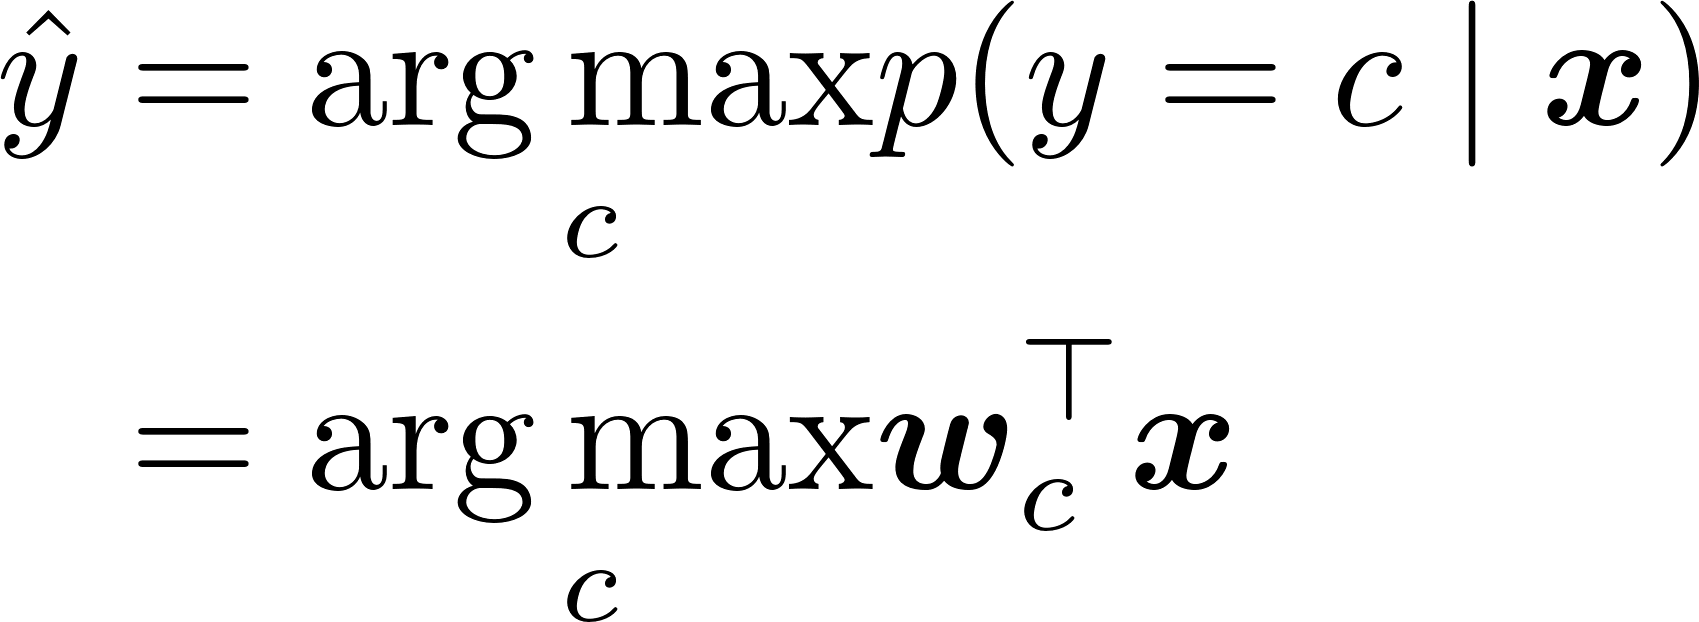 ŷ = arg max_c p(y = c | 𝒙)
= arg max_c 𝒘_c^⊤ 𝒙